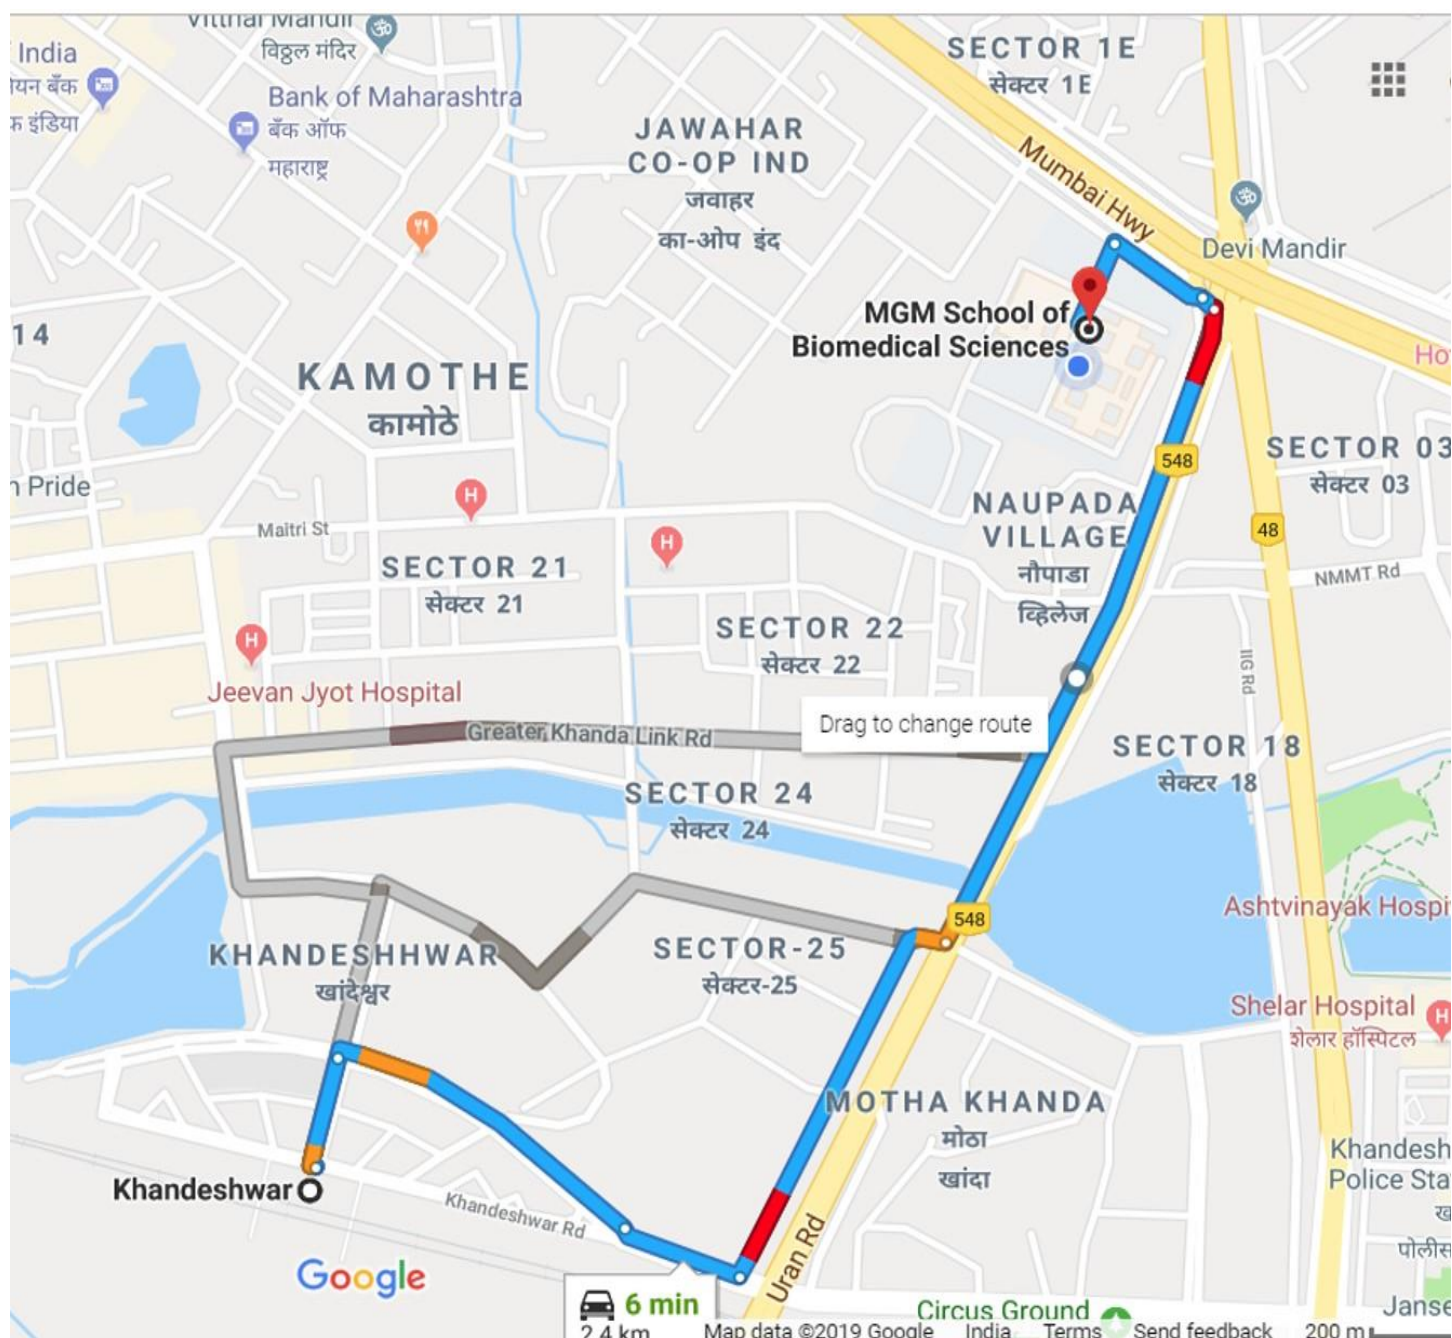 Vitthal Mandir
विठ्ठल मंदिर
India
यन बँक
इंडिया
Bank of Maharashtra
बँक ऑफ
महाराष्ट्र
SECTOR 1E
सेक्टर 1E
JAWAHAR
CO-OP IND
जवाहर
का-ओप इंद
Mumbai Hwy
Devi Mandir
MGM School of
Biomedical Sciences
14
KAMOTHE
कामोठे
Pride
548
SECTOR 03
सेक्टर 03
NAUPADA
VILLAGE
नौपाडा
व्हिलेज
48
NMMT Rd
Maitri St
H
SECTOR 21
सेक्टर 21
H
SECTOR 22
सेक्टर 22
H
IIG Rd
Jeevan Jyot Hospital
Greater Khanda Link Rd
Drag to change route
SECTOR 18
सेक्टर 18
SECTOR 24
सेक्टर 24
548
Ashtvinayak Hospi
KHANDESHHWAR
खांदेश्वर
SECTOR-25
सेक्टर-25
Shelar Hospital
शेलार हॉस्पिटल
H
MOTHA KHANDA
मोठा
खांदा
Khandesh
Police Sta
पोलीस
Khandeshwar
Khandeshwar Rd
Uran Rd
Google
6 min
2.4 km
Circus Ground
Janse
Map data ©2019 Google India Terms Send feedback 200 m